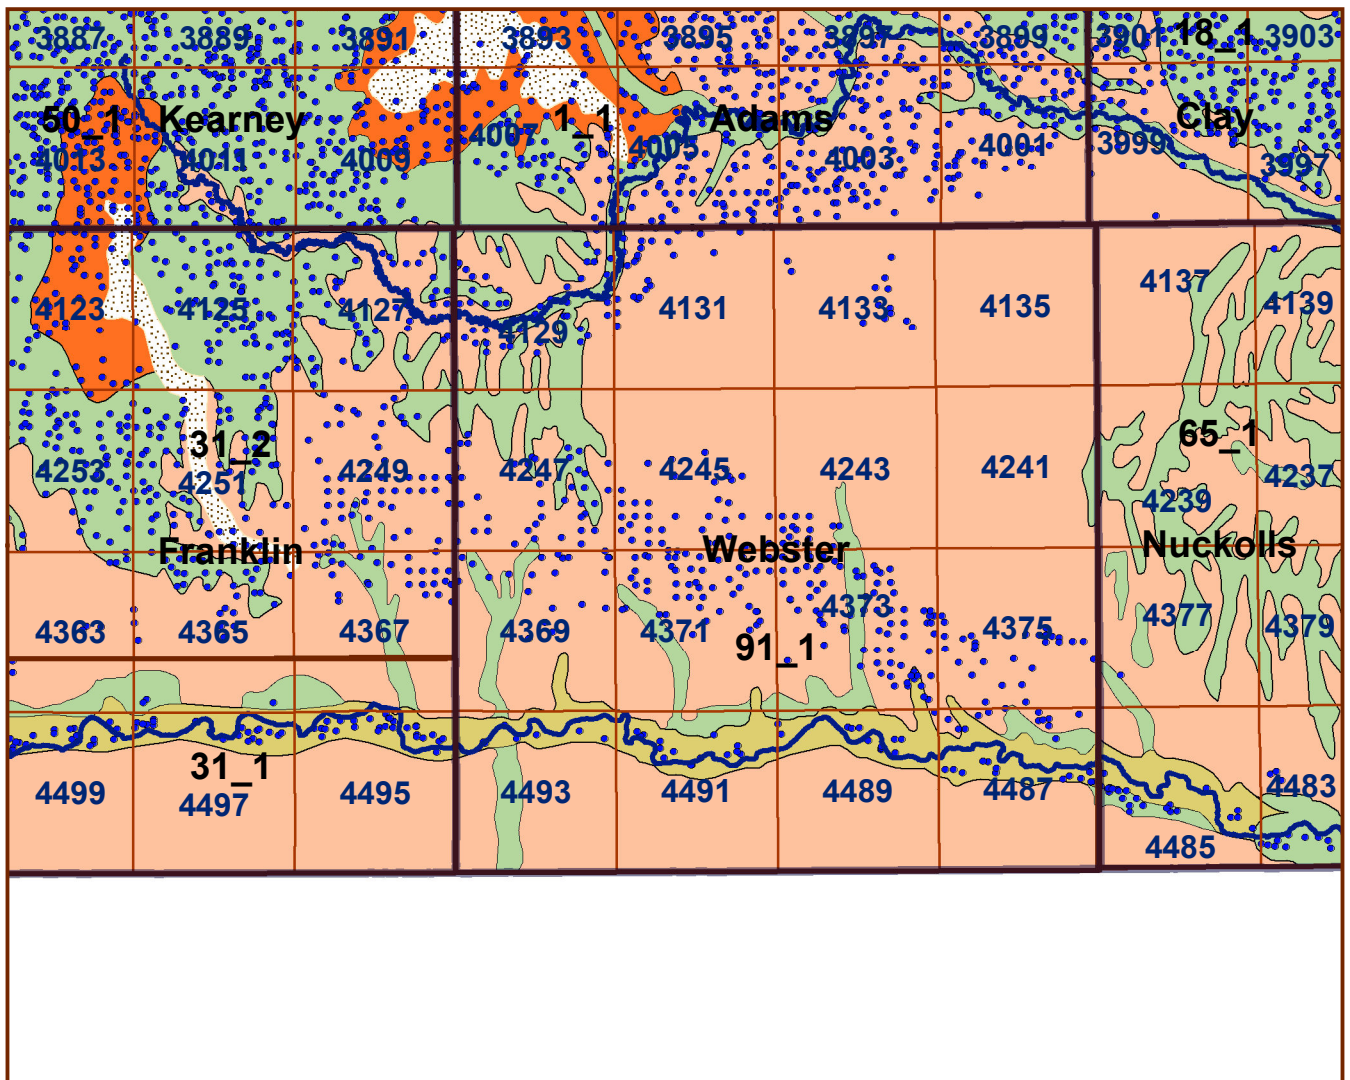 3887 3889 3891 3893 3895 3897 3899 3901 18_1 3903
50_1 Kearney 1_1 Adams Clay
4013 4011 4009 4007 4005 4003 4001 3999 3997
4123 4125 4127 4129 4131 4133 4135 4137 4139
31_2 65_1
4253 4251 4249 4247 4245 4243 4241 4239 4237
Franklin Webster Nuckolls
4363 4365 4367 4369 4371 4373 4375 4377 4379
91_1
31_1
4499 4497 4495 4493 4491 4489 4487 4485 4483